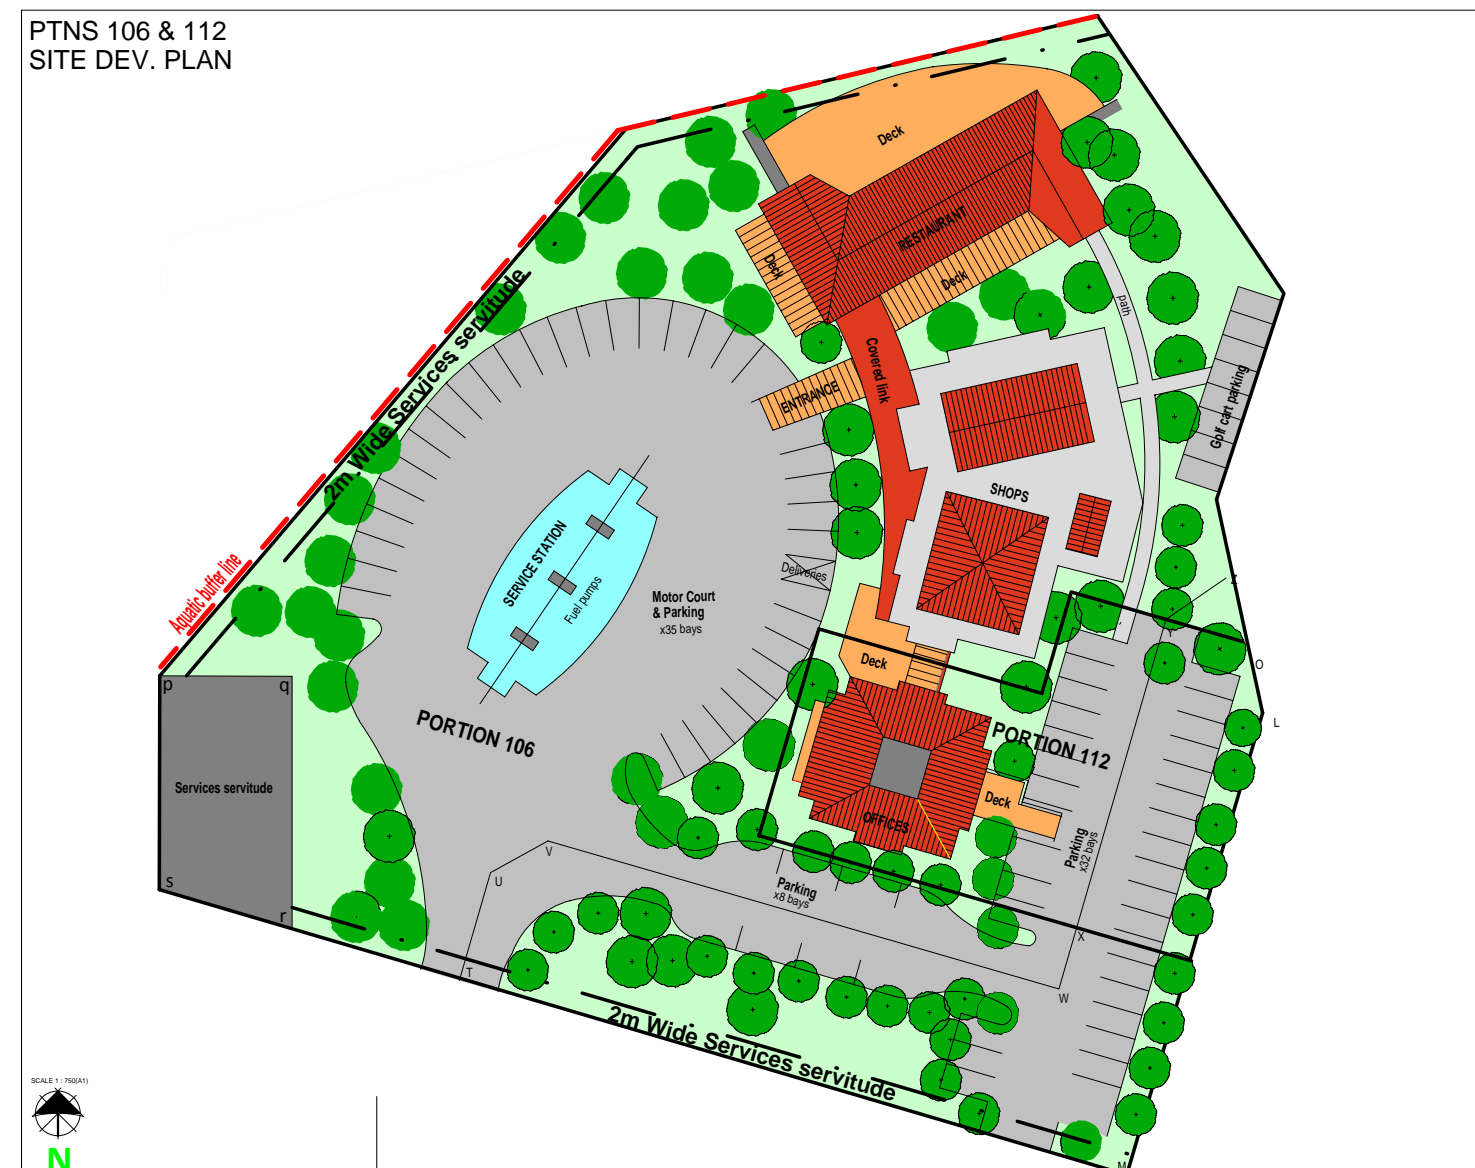 PTNS 106 & 112
SITE DEV. PLAN
Deck
RESTAURANT
Deck
Deck
path
2m Wide Services servitude
Covered link
ENTRANCE
Golf cart parking
SHOPS
SERVICE STATION
Fuel pumps
Deliveries
Motor Court
& Parking
x35 bays
Aquatic buffer line
Y
O
L
Deck
p
q
PORTION 106
PORTION 112
Services servitude
Deck
OFFICES
Parking
x32 bays
V
U
Parking
x8 bays
s
r
X
T
W
2m Wide Services servitude
M
SCALE 1 : 750(A1)
N